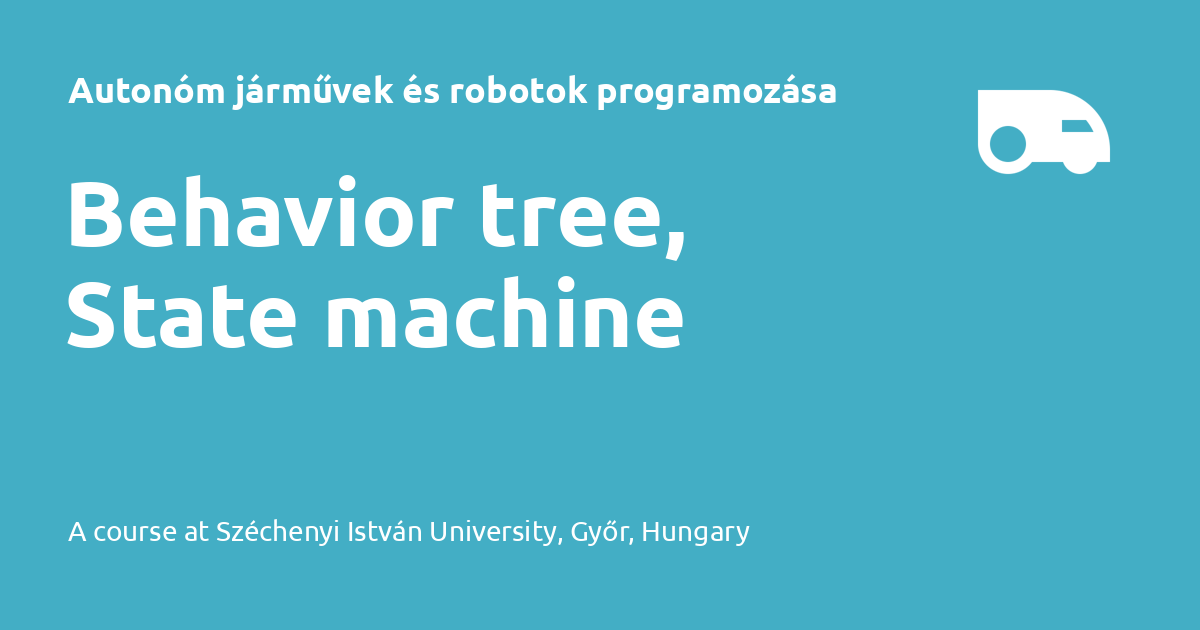 Autonóm járművek és robotok programozása
Behavior tree,
State machine
A course at Széchenyi István University, Győr, Hungary